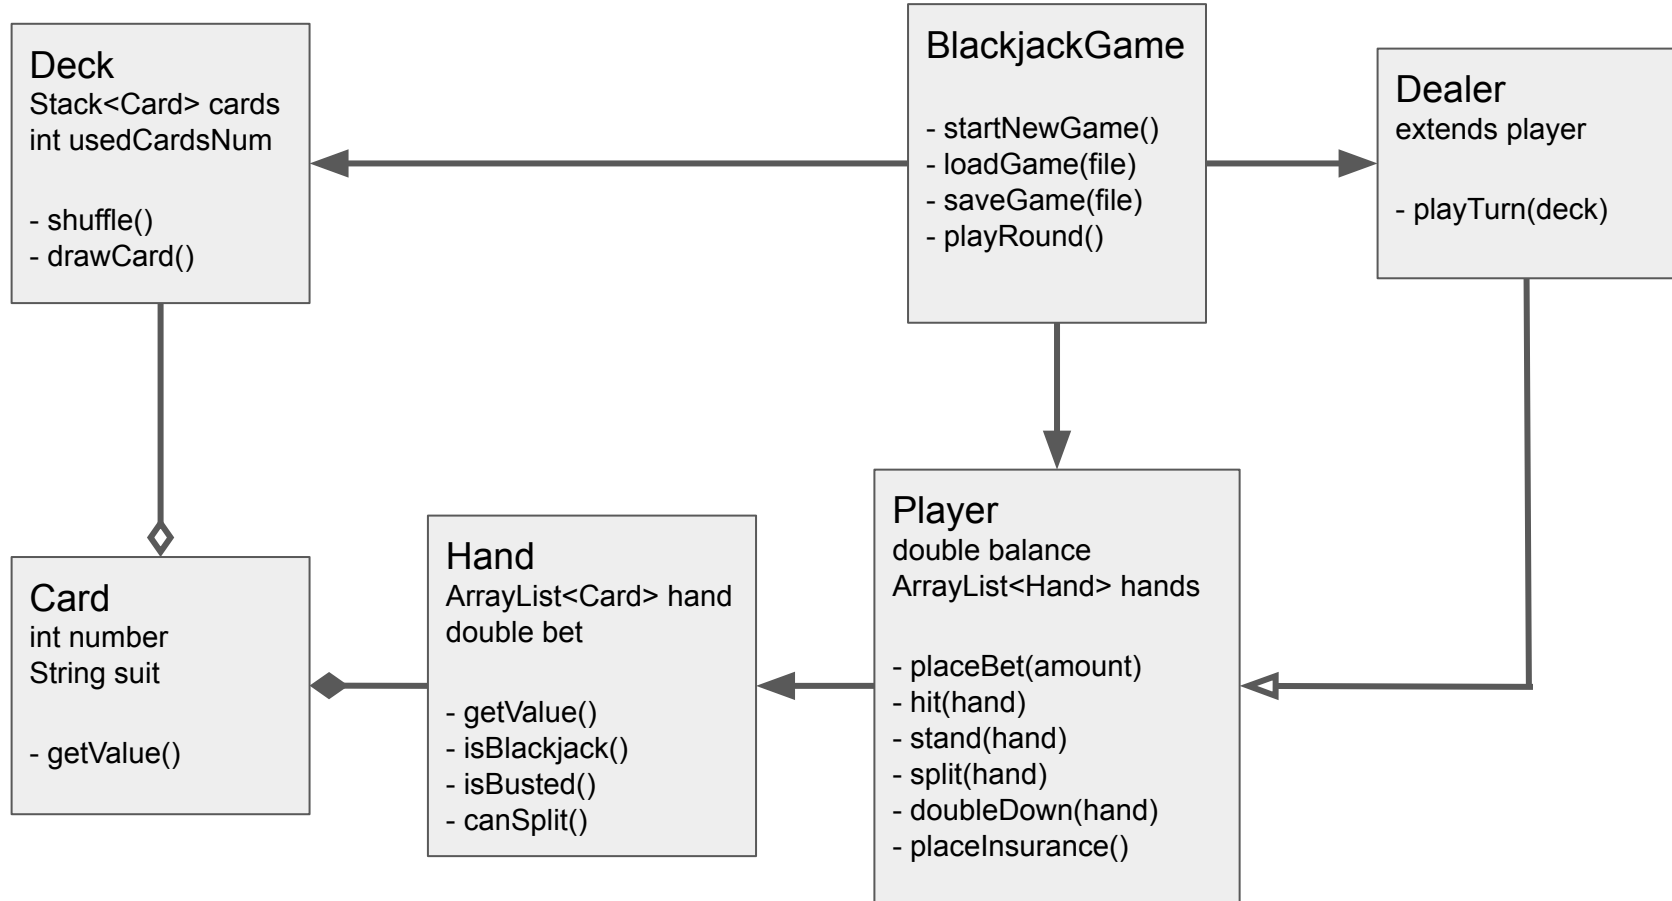 Deck
Stack<Card> cards
int usedCardsNum
- shuffle()
- drawCard()
BlackjackGame
- startNewGame()
- loadGame(file)
- saveGame(file)
- playRound()
Dealer
extends player
- playTurn(deck)
Card
int number
String suit
- getValue()
Hand
ArrayList<Card> hand
double bet
- getValue()
- isBlackjack()
- isBusted()
- canSplit()
Player
double balance
ArrayList<Hand> hands
- placeBet(amount)
- hit(hand)
- stand(hand)
- split(hand)
- doubleDown(hand)
- placeInsurance()